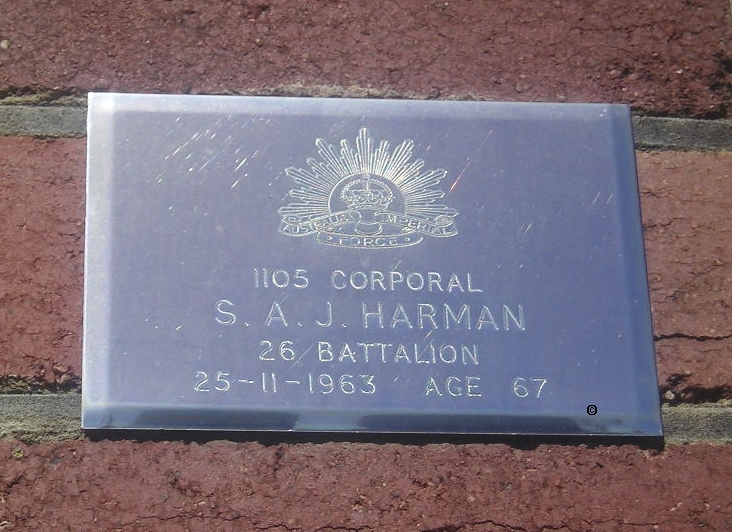 AUSTRALIAN IMPERIAL
FORCE
1105 CORPORAL
S. A. J. HARMAN
26 BATTALION
25-11-1963 AGE 67
©